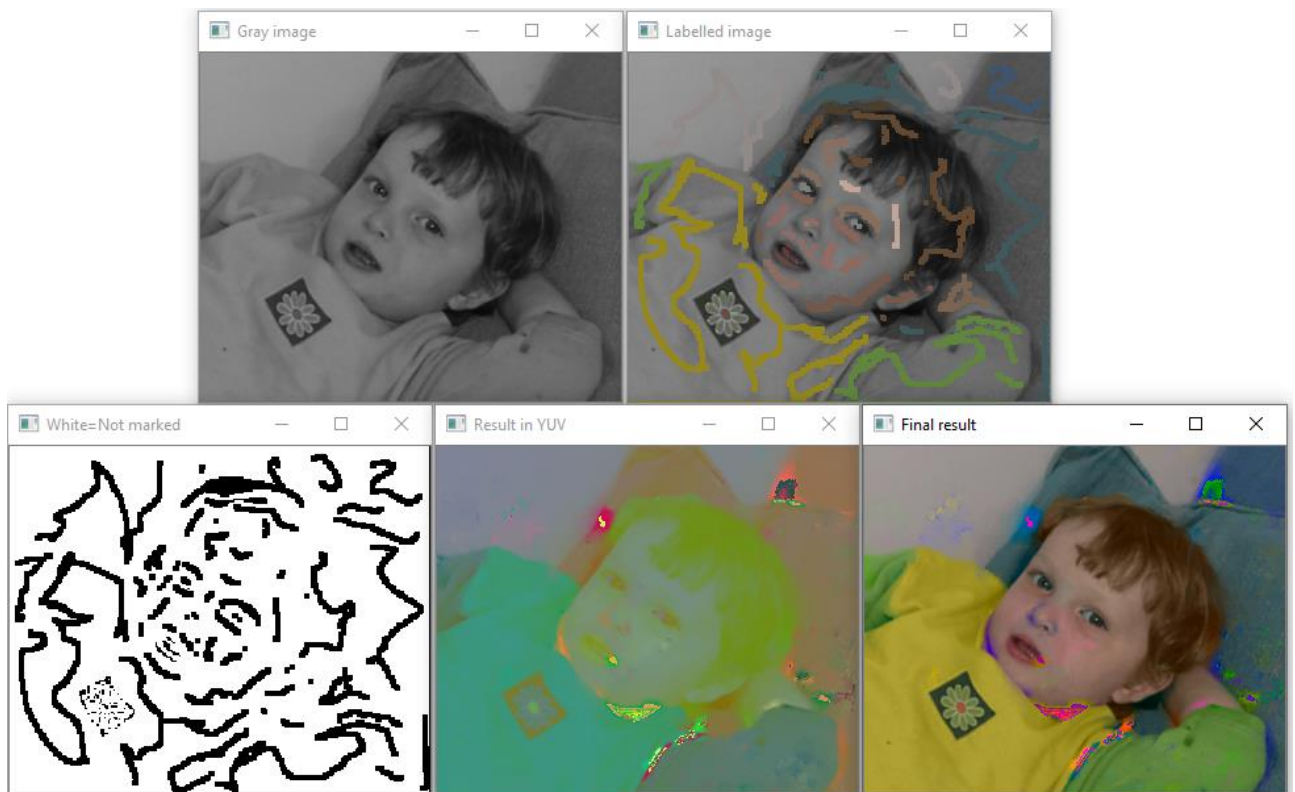 Gray image
Labelled image
White=Not marked
Result in YUV
Final result